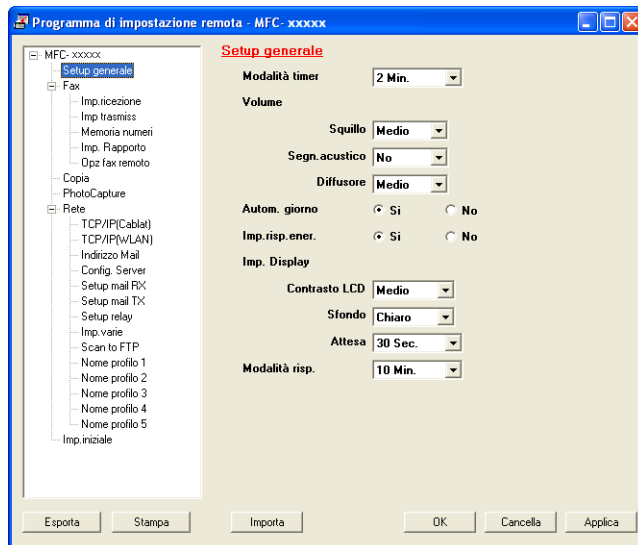 Programma di impostazione remota - MFC- xxxxx
MFC- xxxxx
Setup generale
Fax
Imp.ricezione
Imp trasmiss
Memoria numeri
Imp. Rapporto
Opz fax remoto
Copia
PhotoCapture
Rete
TCP/IP(Cablat)
TCP/IP(WLAN)
Indirizzo Mail
Config. Server
Setup mail RX
Setup mail TX
Setup relay
Imp.varie
Scan to FTP
Nome profilo 1
Nome profilo 2
Nome profilo 3
Nome profilo 4
Nome profilo 5
Imp.iniziale
Setup generale
Modalità timer 2 Min.
Volume
Squillo Medio
Segn.acustico No
Diffusore Medio
Autom. giorno Si No
Imp.risp.ener. Si No
Imp. Display
Contrasto LCD Medio
Sfondo Chiaro
Attesa 30 Sec.
Modalità risp. 10 Min.
Esporta Stampa Importa OK Cancella Applica